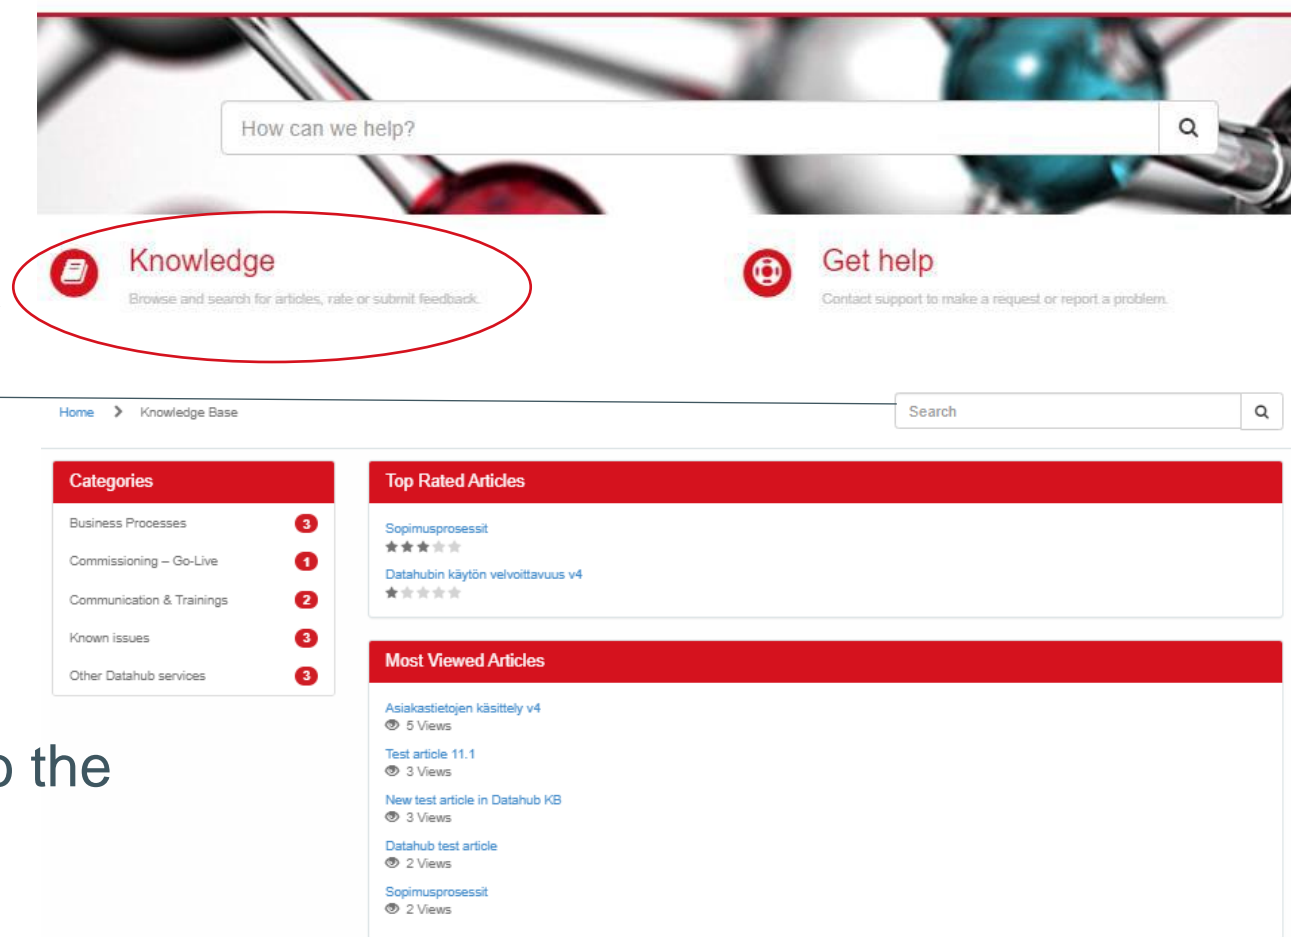 How can we help?
Knowledge
Browse and search for articles, rate or submit feedback.
Get help
Contact support to make a request or report a problem.
Home
Knowledge Base
Search
Categories
Business Processes 3
Commissioning – Go-Live 1
Communication & Trainings 2
Known issues 3
Other Datahub services 3
Top Rated Articles
Sopimusprosessit
Datahubin käytön velvoittavuus v4
Most Viewed Articles
Asiakastietojen käsittely v4
5 Views
Test article 11.1
3 Views
New test article in Datahub KB
3 Views
Datahub test article
2 Views
Sopimusprosessit
2 Views
the